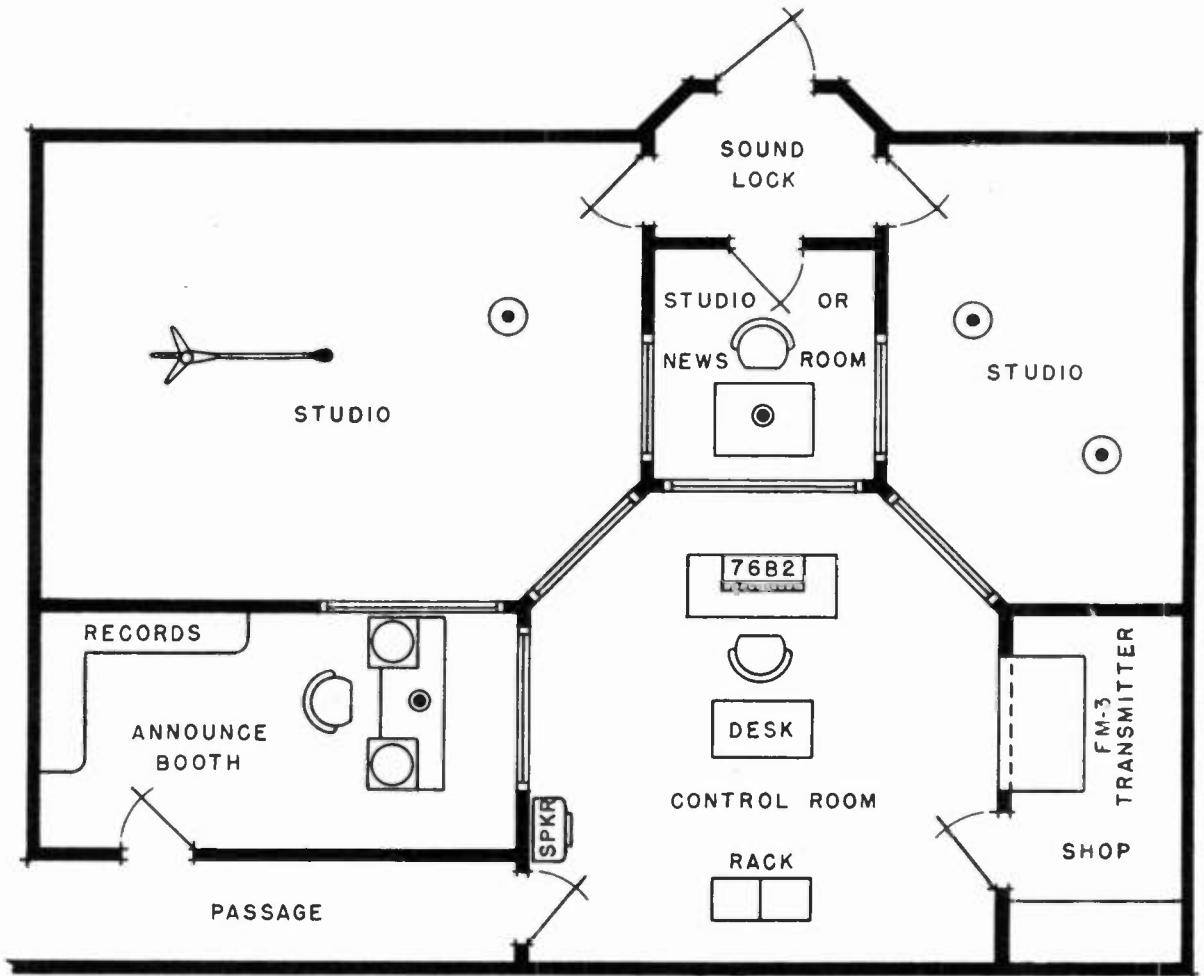 SOUND
LOCK
STUDIO OR
NEWS ROOM
STUDIO
STUDIO
76B2
RECORDS
ANNOUNCE
BOOTH
DESK
FM-3
TRANSMITTER
CONTROL ROOM
SPKR
SHOP
RACK
PASSAGE